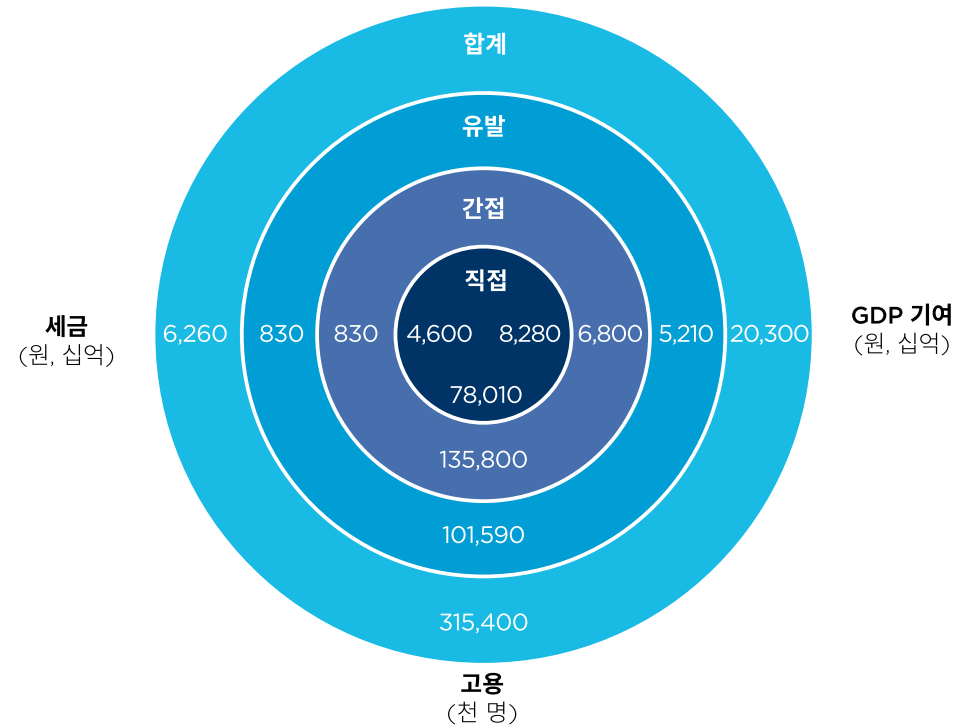 합계
유발
간접
직접
세금
(원, 십억)
6,260
830
830
4,600
8,280
6,800
5,210
20,300
GDP 기여
(원, 십억)
78,010
135,800
101,590
315,400
고용
(천 명)